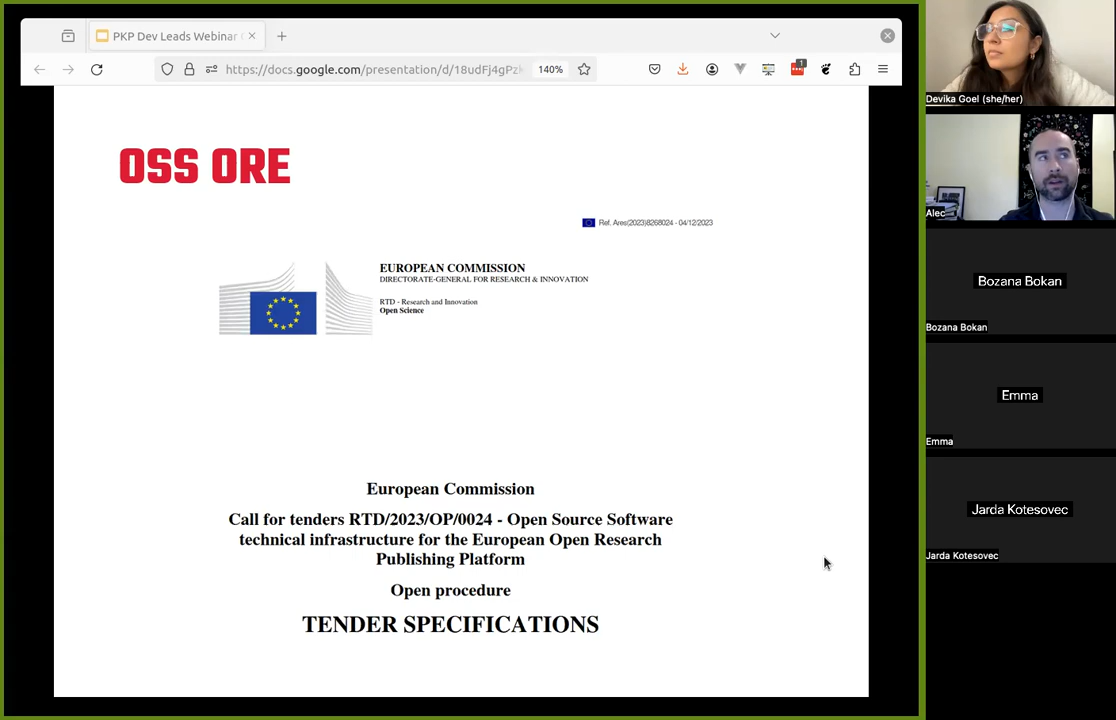 PKP Dev Leads Webinar
https://docs.google.com/presentation/d/18udFj4gPzk
140%
1
OSS ORE
Ref. Ares(2023)8268024 - 04/12/2023
EUROPEAN COMMISSION
DIRECTORATE-GENERAL FOR RESEARCH & INNOVATION
RTD - Research and Innovation
Open Science
European Commission
Call for tenders RTD/2023/OP/0024 - Open Source Software
technical infrastructure for the European Open Research
Publishing Platform
Open procedure
TENDER SPECIFICATIONS
Devika Goel (she/her)
Alec
Bozana Bokan
Bozana Bokan
Emma
Emma
Jarda Kotesovec
Jarda Kotesovec